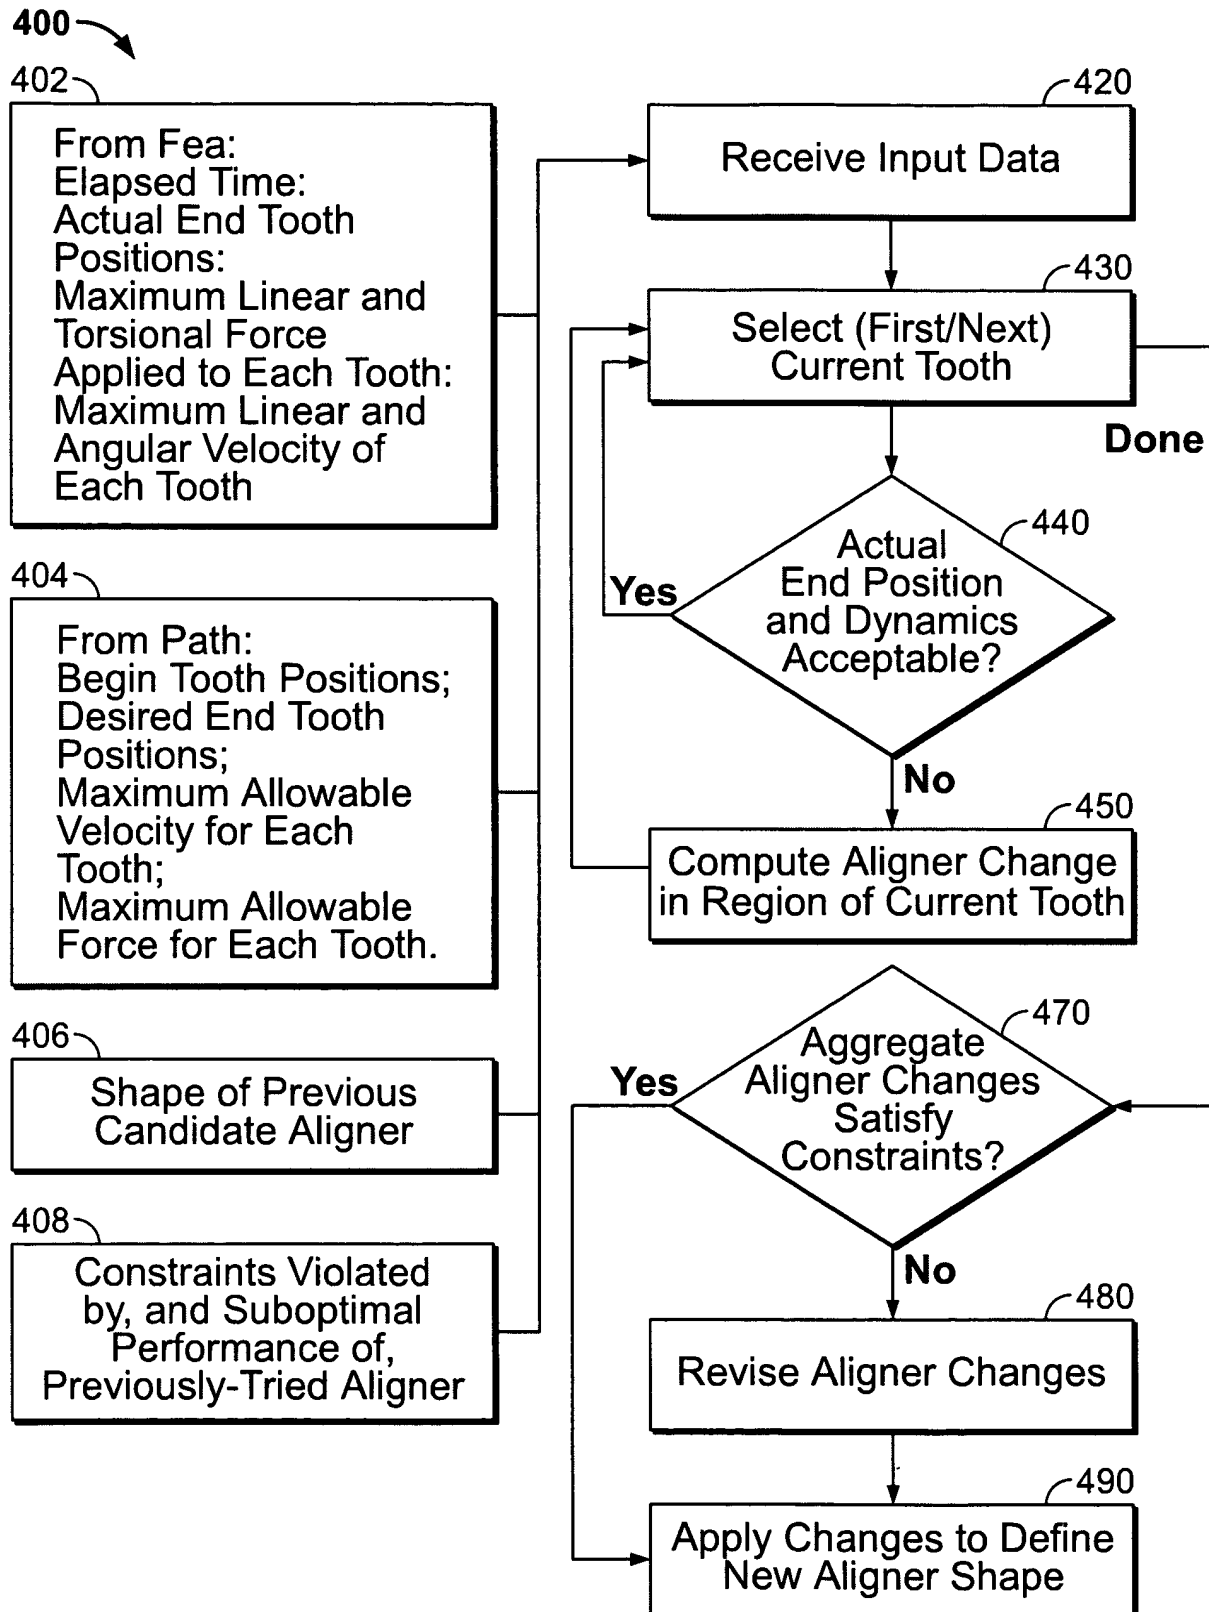 400
402
From Fea:
Elapsed Time:
Actual End Tooth
Positions:
Maximum Linear and
Torsional Force
Applied to Each Tooth:
Maximum Linear and
Angular Velocity of
Each Tooth
404
From Path:
Begin Tooth Positions;
Desired End Tooth
Positions;
Maximum Allowable
Velocity for Each
Tooth;
Maximum Allowable
Force for Each Tooth.
406
Shape of Previous
Candidate Aligner
408
Constraints Violated
by, and Suboptimal
Performance of,
Previously-Tried Aligner
420
Receive Input Data
430
Select (First/Next)
Current Tooth
Done
440
Actual
End Position
and Dynamics
Acceptable?
Yes
No
450
Compute Aligner Change
in Region of Current Tooth
470
Aggregate
Aligner Changes
Satisfy
Constraints?
Yes
No
480
Revise Aligner Changes
490
Apply Changes to Define
New Aligner Shape